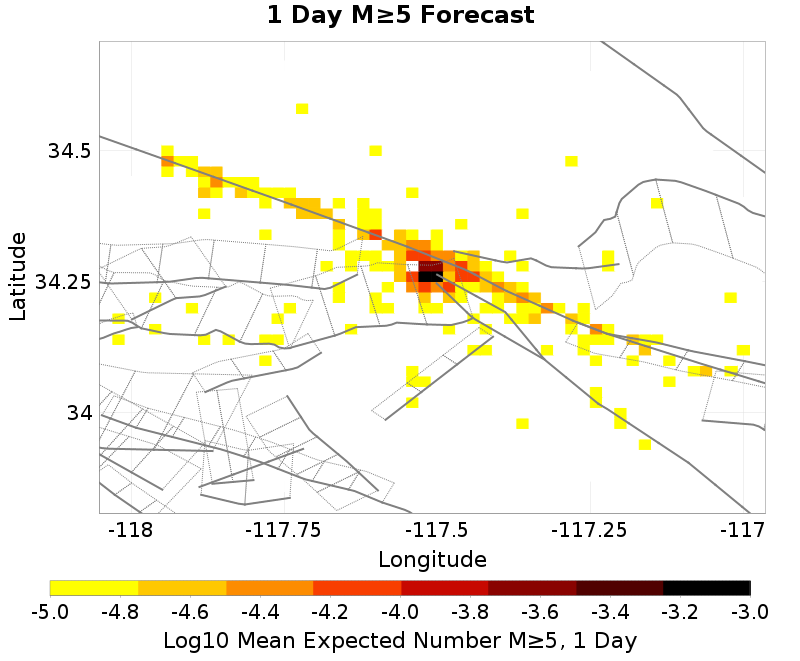 1 Day M≥5 Forecast
34.5
34.25
34
Latitude
-118 -117.75 -117.5 -117.25 -117
Longitude
-5.0 -4.8 -4.6 -4.4 -4.2 -4.0 -3.8 -3.6 -3.4 -3.2 -3.0
Log10 Mean Expected Number M≥5, 1 Day